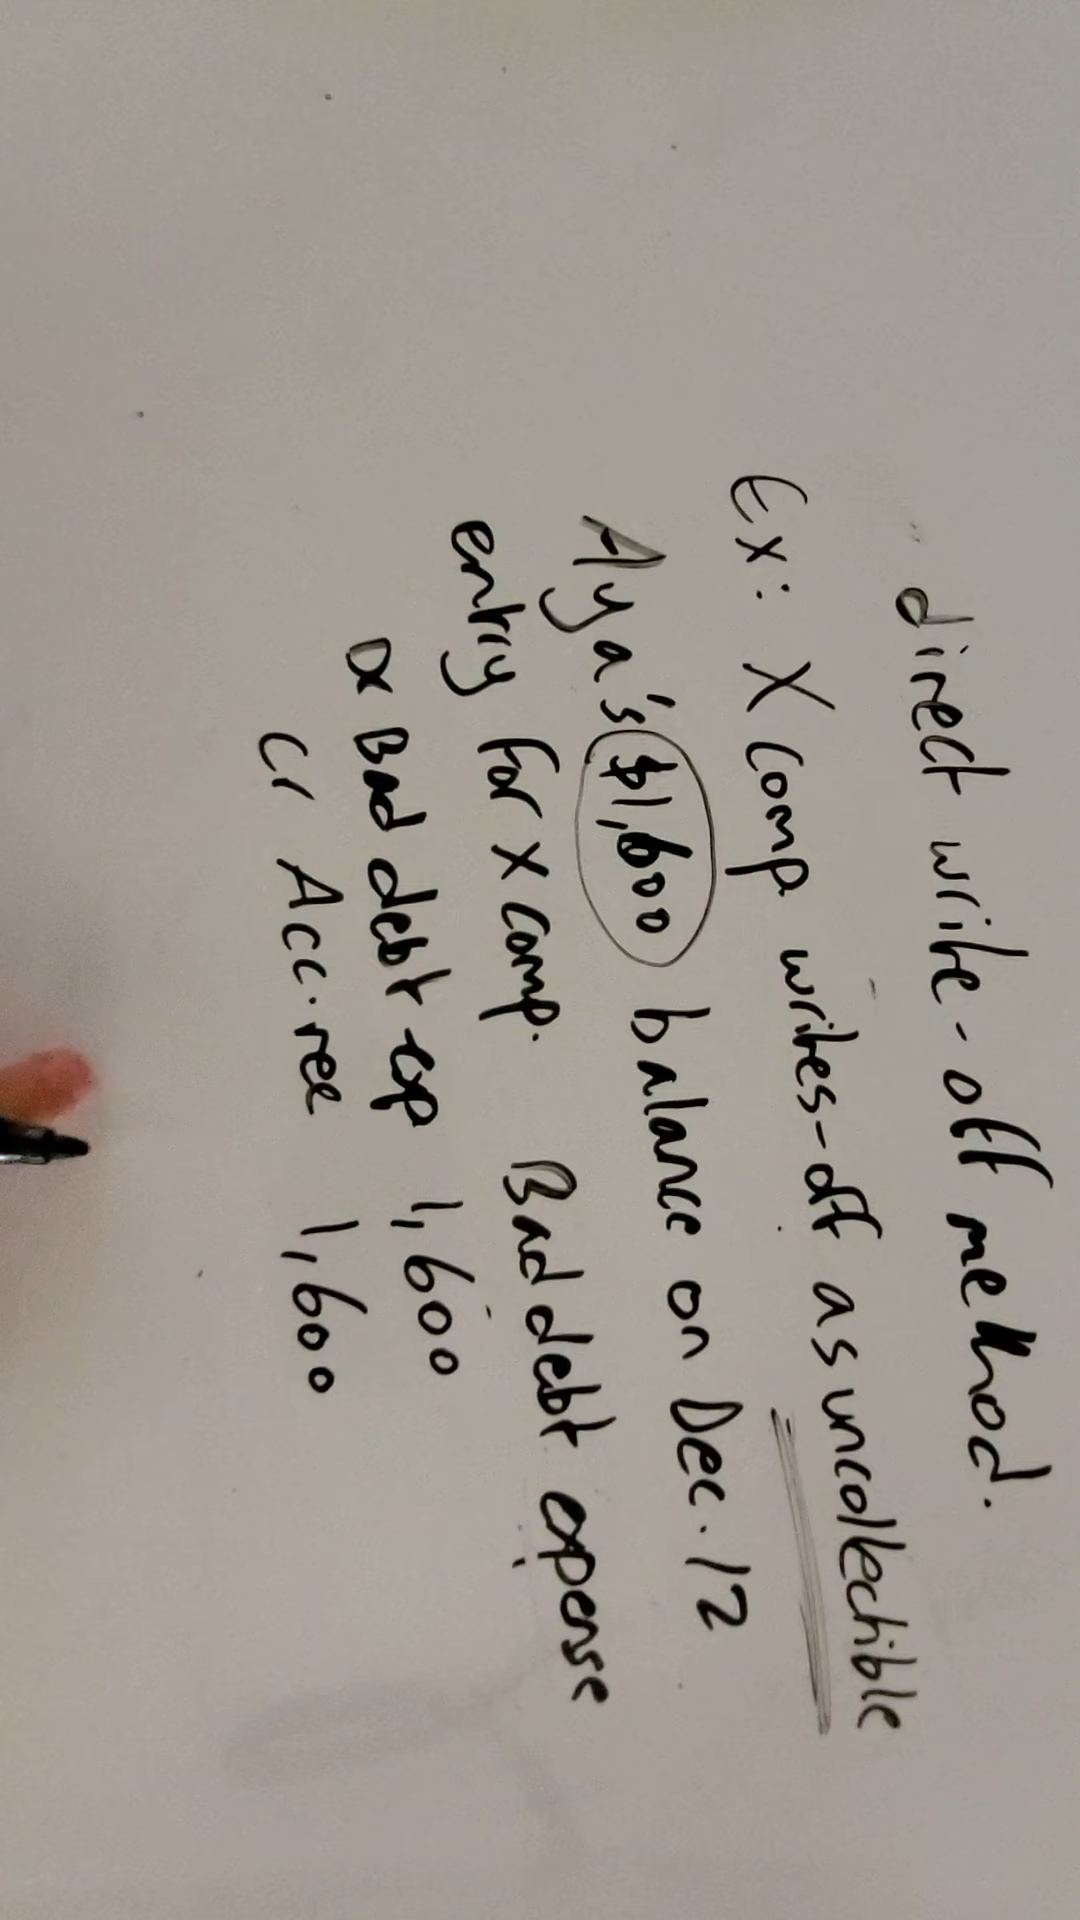 direct write-off method.
Ex: X comp writes-off as uncollectible
Aya's $1,600 balance on Dec. 12
entry for X comp. Bad debt expense
Dr Bad debt exp 1,600
Cr Acc. rec 1,600